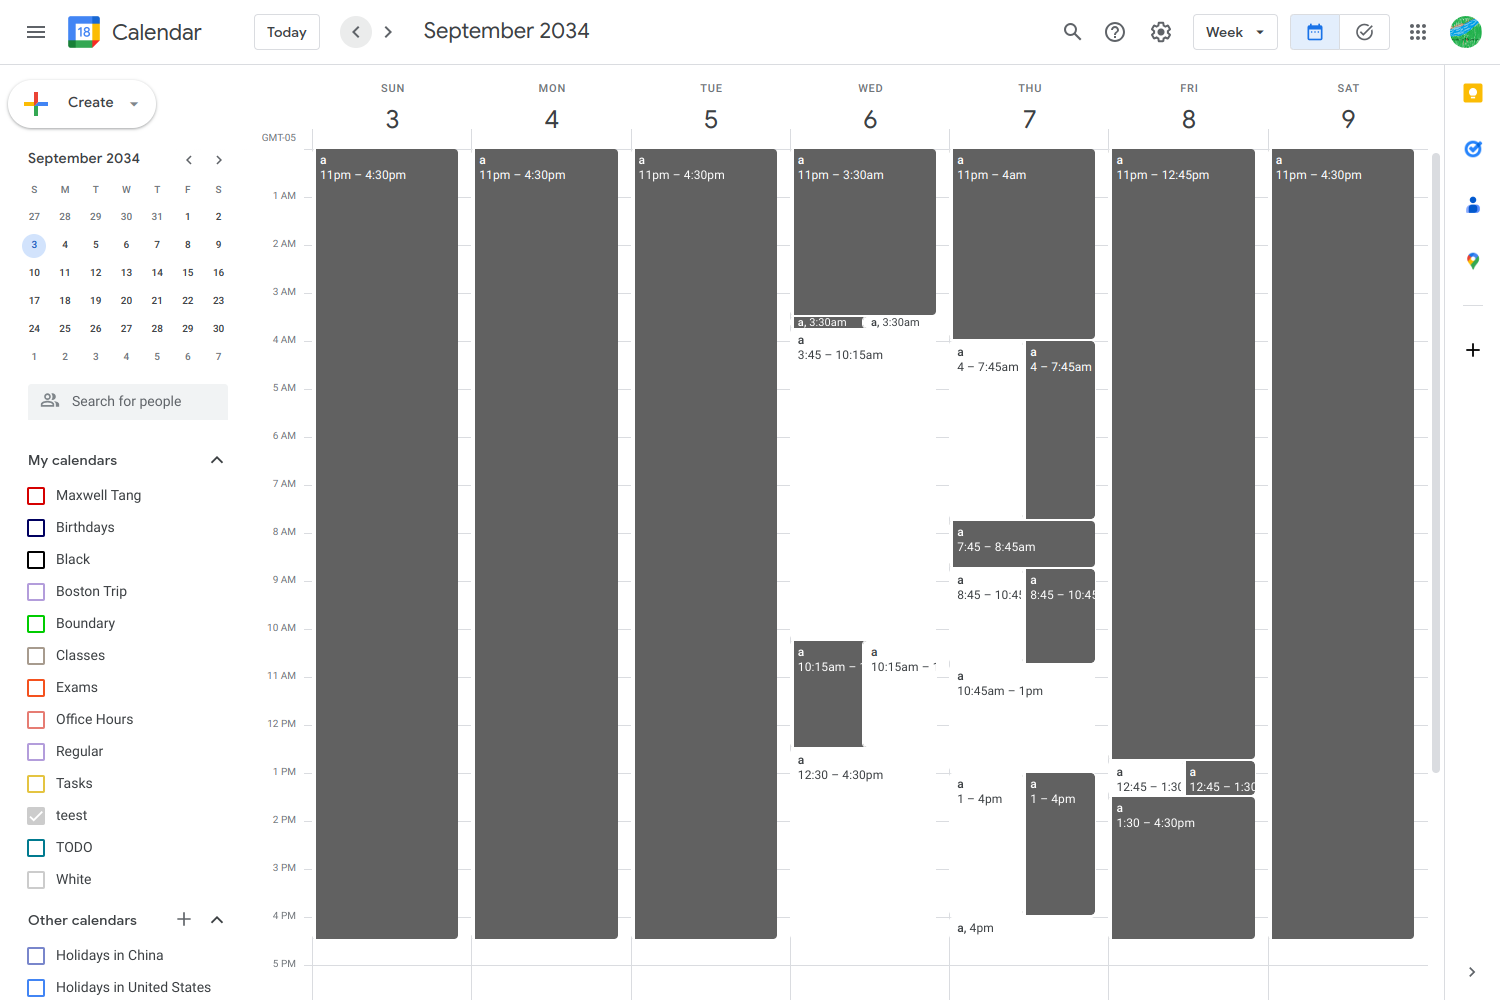 18 Calendar Today September 2034 Week
Create
SUN MON TUE WED THU FRI SAT
3 4 5 6 7 8 9
GMT-05
September 2034
S M T W T F S
27 28 29 30 31 1 2
3 4 5 6 7 8 9
10 11 12 13 14 15 16
17 18 19 20 21 22 23
24 25 26 27 28 29 30
1 2 3 4 5 6 7
Search for people
My calendars
Maxwell Tang
Birthdays
Black
Boston Trip
Boundary
Classes
Exams
Office Hours
Regular
Tasks
teest
TODO
White
Other calendars
Holidays in China
Holidays in United States
1 AM
2 AM
3 AM
4 AM
5 AM
6 AM
7 AM
8 AM
9 AM
10 AM
11 AM
12 PM
1 PM
2 PM
3 PM
4 PM
5 PM
a
11pm – 4:30pm
a
11pm – 4:30pm
a
11pm – 4:30pm
a
11pm – 3:30am
a, 3:30am
a, 3:30am
a
3:45 – 10:15am
a
10:15am –
a
10:15am –
a
12:30 – 4:30pm
a
11pm – 4am
a
4 – 7:45am
a
4 – 7:45am
a
7:45 – 8:45am
a
8:45 – 10:45
a
8:45 – 10:45
a
10:45am – 1pm
a
1 – 4pm
a
1 – 4pm
a, 4pm
a
11pm – 12:45pm
a
12:45 – 1:30
a
12:45 – 1:30
a
1:30 – 4:30pm
a
11pm – 4:30pm